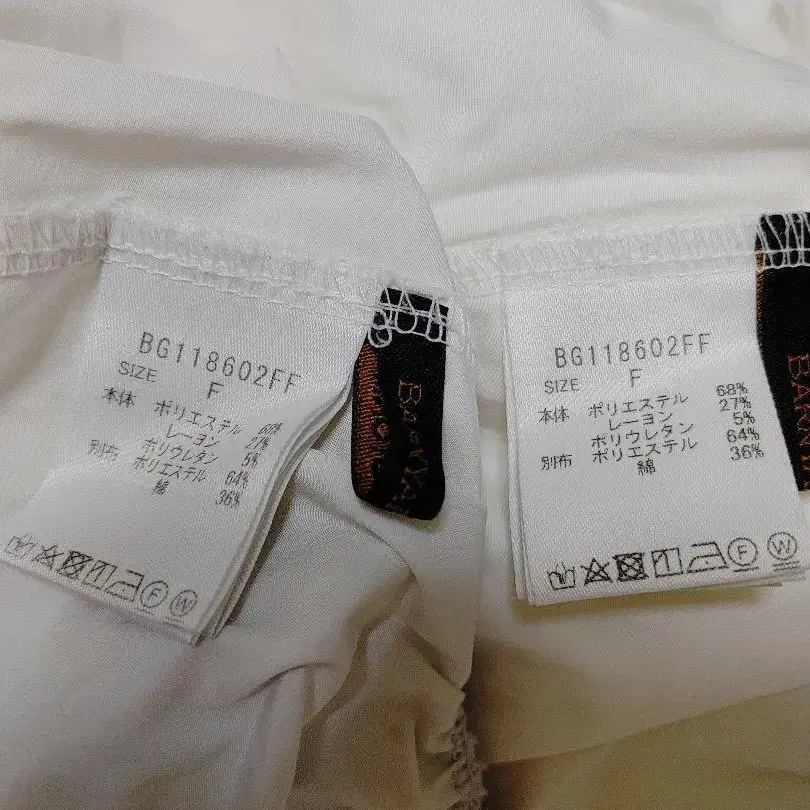 BG118602FF
SIZE F
本体 ポリエステル 68%
レーヨン 27%
ポリウレタン 5%
別布 ポリエステル 64%
綿 36%
BG118602FF
SIZE F
本体 ポリエステル 68%
レーヨン 27%
ポリウレタン 5%
別布 ポリエステル 64%
綿 36%